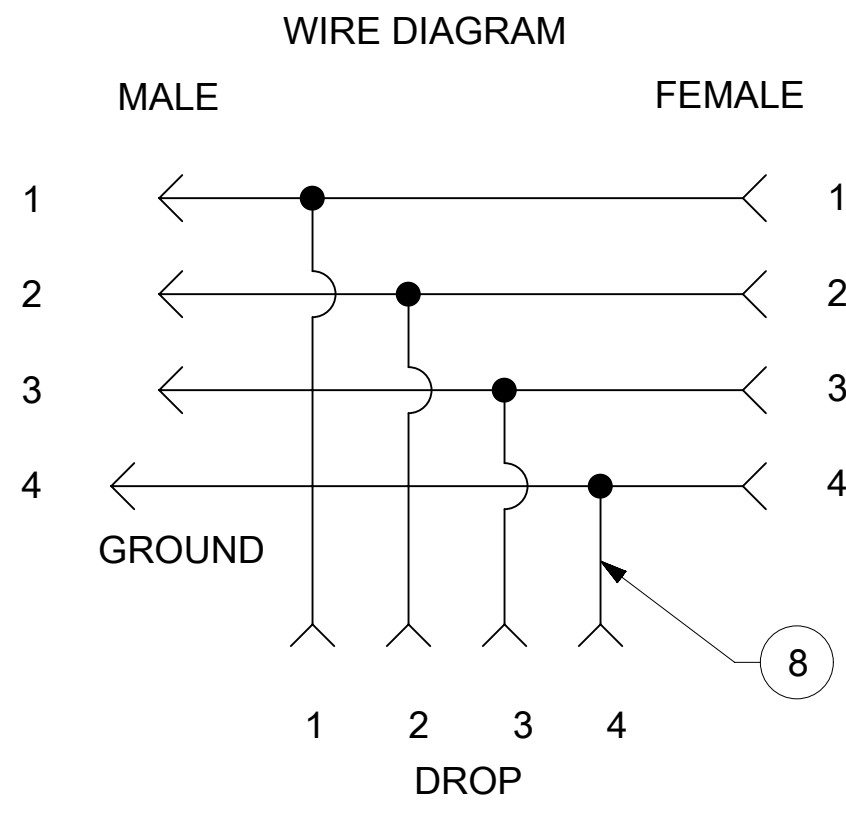 WIRE DIAGRAM
MALE FEMALE
1 1
2 2
3 3
4 4
GROUND
8
1 2 3 4
DROP